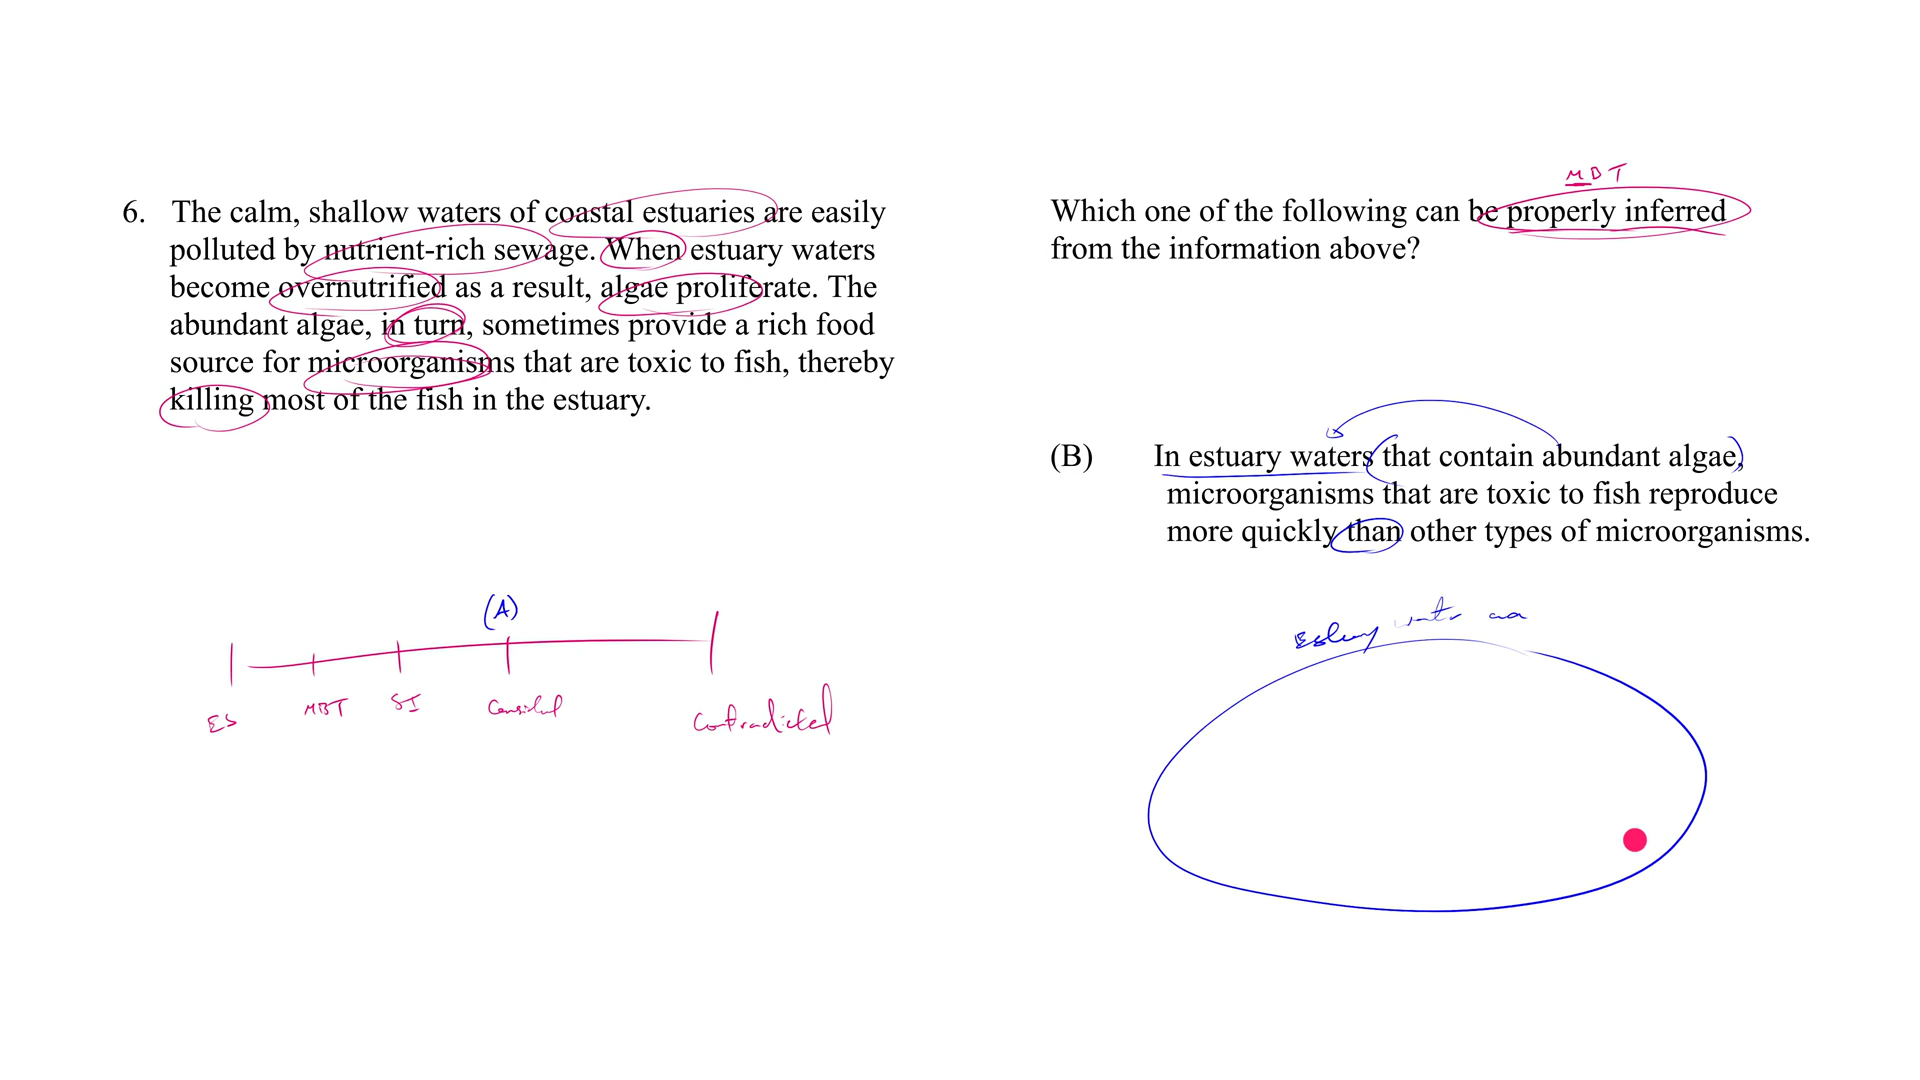 6. The calm, shallow waters of coastal estuaries are easily
polluted by nutrient-rich sewage. When estuary waters
become overnutrified as a result, algae proliferate. The
abundant algae, in turn, sometimes provide a rich food
source for microorganisms that are toxic to fish, thereby
killing most of the fish in the estuary.
(A)
ES MBT SI Contradicted
MBT
Which one of the following can be properly inferred
from the information above?
(B) In estuary waters that contain abundant algae,
microorganisms that are toxic to fish reproduce
more quickly than other types of microorganisms.
Estuary waters